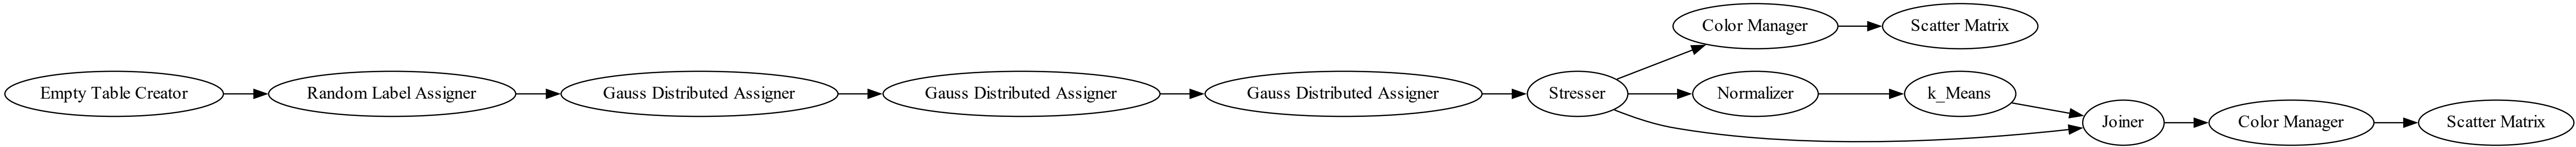 Empty Table Creator
Random Label Assigner
Gauss Distributed Assigner
Gauss Distributed Assigner
Gauss Distributed Assigner
Stresser
Color Manager
Scatter Matrix
Normalizer
k_Means
Joiner
Color Manager
Scatter Matrix